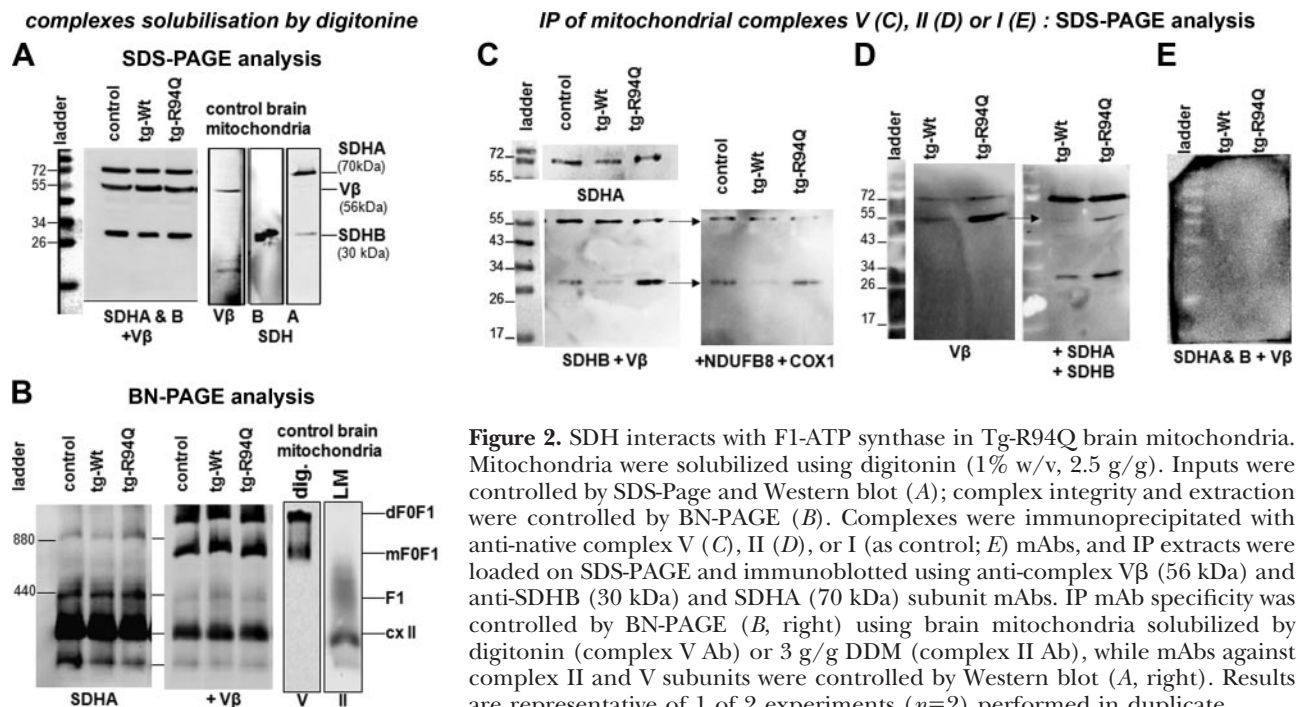 complexes solubilisation by digitonine
IP of mitochondrial complexes V (C), II (D) or I (E) : SDS-PAGE analysis
A
SDS-PAGE analysis
ladder
control
tg-Wt
tg-R94Q
control brain
mitochondria
72
55
34
26
SDHA
(70kDa)
Vβ
(56kDa)
SDHB
(30 kDa)
SDHA & B
+Vβ
Vβ
B
A
SDH
B
BN-PAGE analysis
ladder
control
tg-Wt
tg-R94Q
control
tg-Wt
tg-R94Q
control brain
mitochondria
dig.
LM
880
440
dF0F1
mF0F1
F1
cx II
SDHA
+ Vβ
V
II
C
ladder
control
tg-Wt
tg-R94Q
72
55
SDHA
control
tg-Wt
tg-R94Q
55
43
34
26
17
SDHB + Vβ
+NDUFB8 + COX1
D
ladder
tg-Wt
tg-R94Q
tg-Wt
tg-R94Q
72
55
43
34
26
17
Vβ
+ SDHA
+ SDHB
E
ladder
tg-Wt
tg-R94Q
SDHA & B + Vβ
Figure 2. SDH interacts with F1-ATP synthase in Tg-R94Q brain mitochondria.
Mitochondria were solubilized using digitonin (1% w/v, 2.5 g/g). Inputs were
controlled by SDS-Page and Western blot (A); complex integrity and extraction
were controlled by BN-PAGE (B). Complexes were immunoprecipitated with
anti-native complex V (C), II (D), or I (as control; E) mAbs, and IP extracts were
loaded on SDS-PAGE and immunoblotted using anti-complex Vβ (56 kDa) and
anti-SDHB (30 kDa) and SDHA (70 kDa) subunit mAbs. IP mAb specificity was
controlled by BN-PAGE (B, right) using brain mitochondria solubilized by
digitonin (complex V Ab) or 3 g/g DDM (complex II Ab), while mAbs against
complex II and V subunits were controlled by Western blot (A, right). Results
are representative of 1 of 2 experiments (n=2) performed in duplicate.